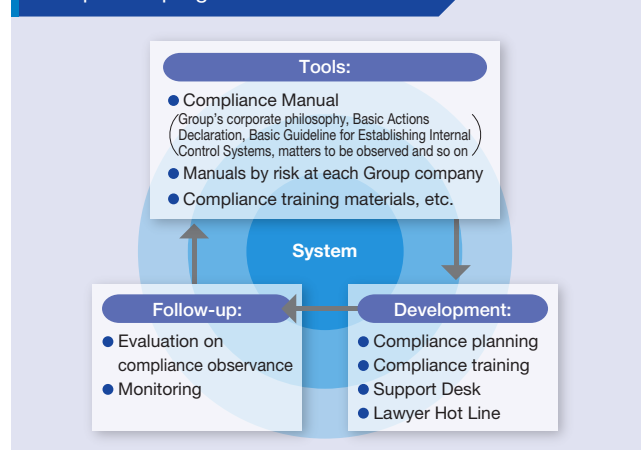 Tools:
● Compliance Manual
(Group's corporate philosophy, Basic Actions
Declaration, Basic Guideline for Establishing Internal
Control Systems, matters to be observed and so on)
● Manuals by risk at each Group company
● Compliance training materials, etc.
System
Follow-up:
● Evaluation on
compliance observance
● Monitoring
Development:
● Compliance planning
● Compliance training
● Support Desk
● Lawyer Hot Line